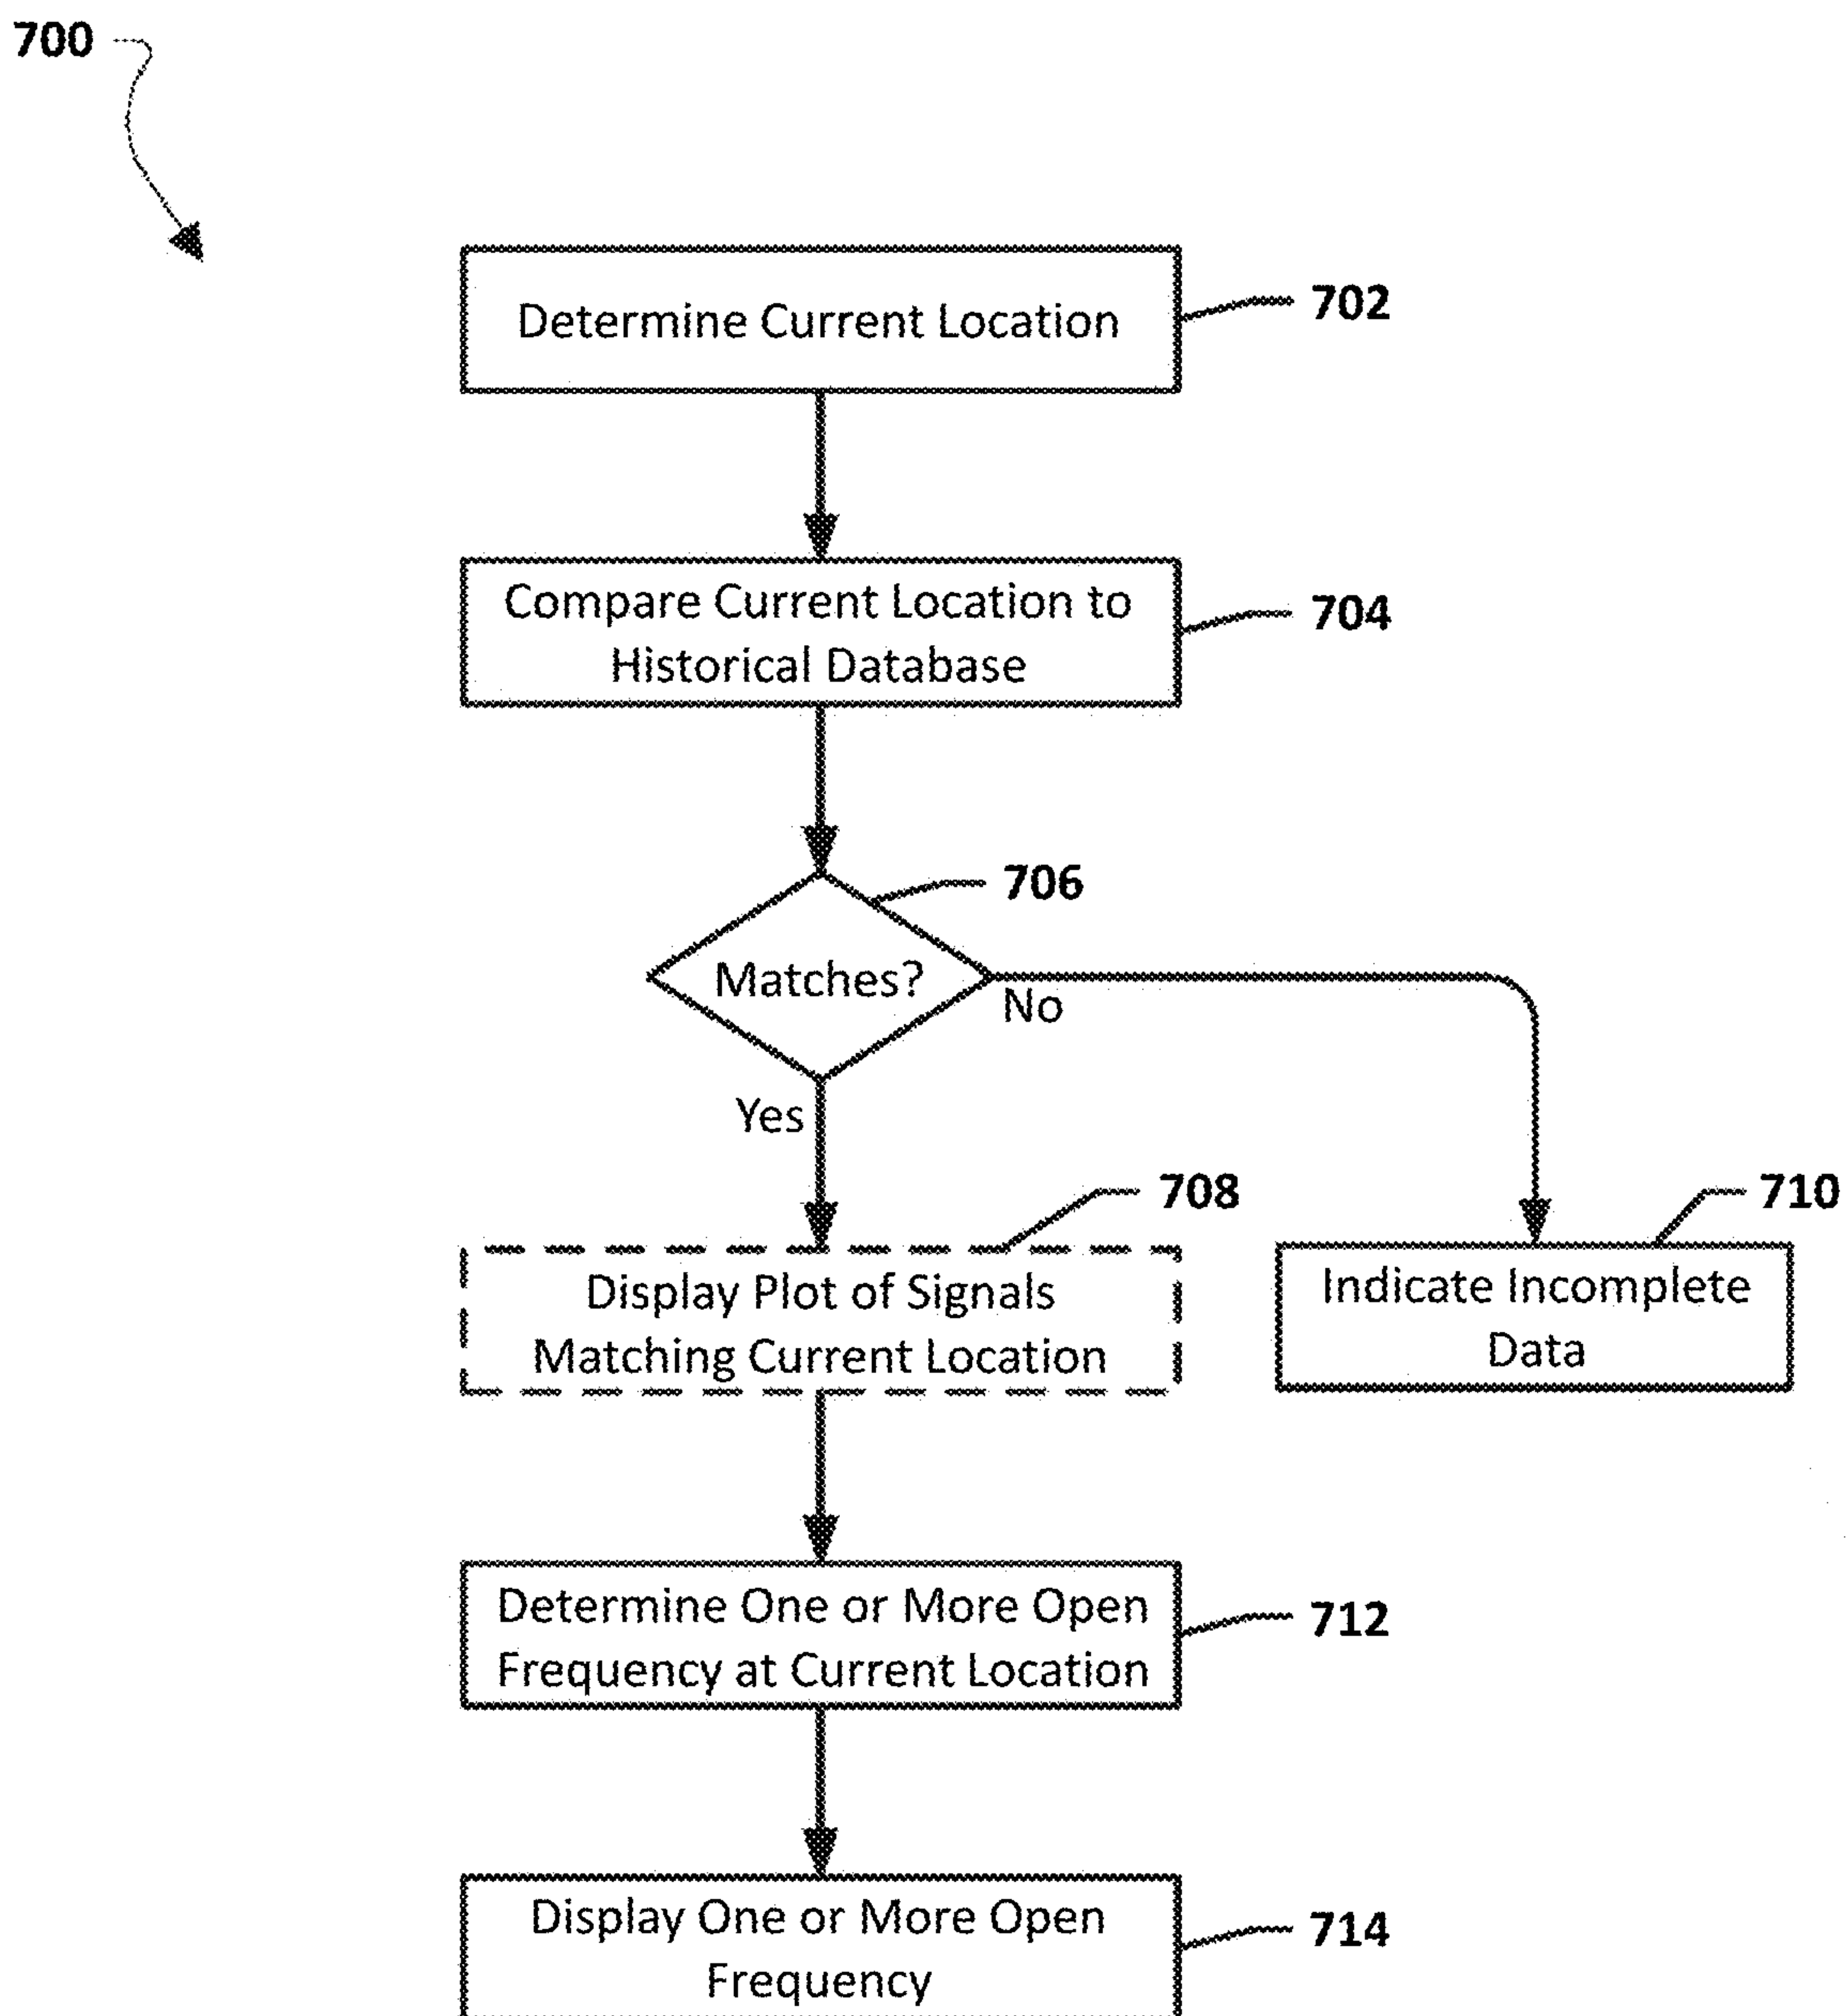 700
Determine Current Location
702
Compare Current Location to
Historical Database
704
706
Matches?
No
Yes
708
710
Display Plot of Signals
Matching Current Location
Indicate Incomplete
Data
Determine One or More Open
Frequency at Current Location
712
Display One or More Open
Frequency
714